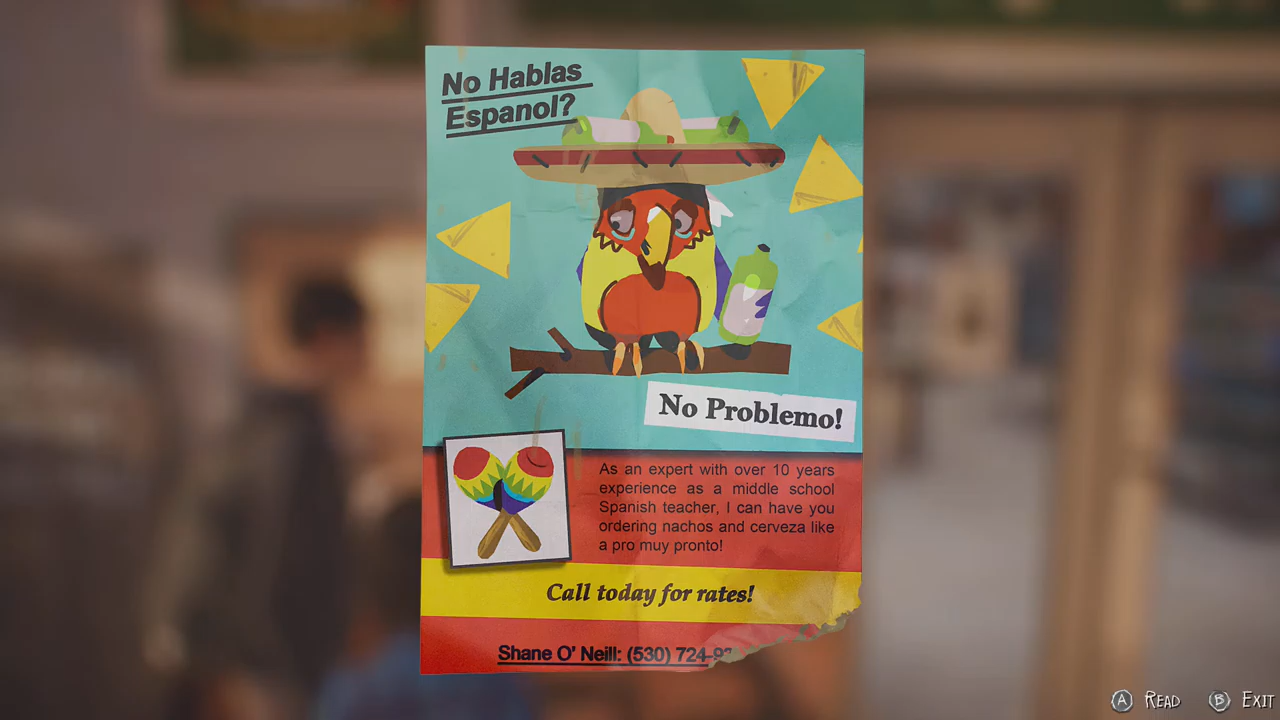 No Hablas
Espanol?
No Problemo!
As an expert with over 10 years
experience as a middle school
Spanish teacher, I can have you
ordering nachos and cerveza like
a pro muy pronto!
Call today for rates!
Shane O' Neill: (530) 724-9
A READ B EXIT